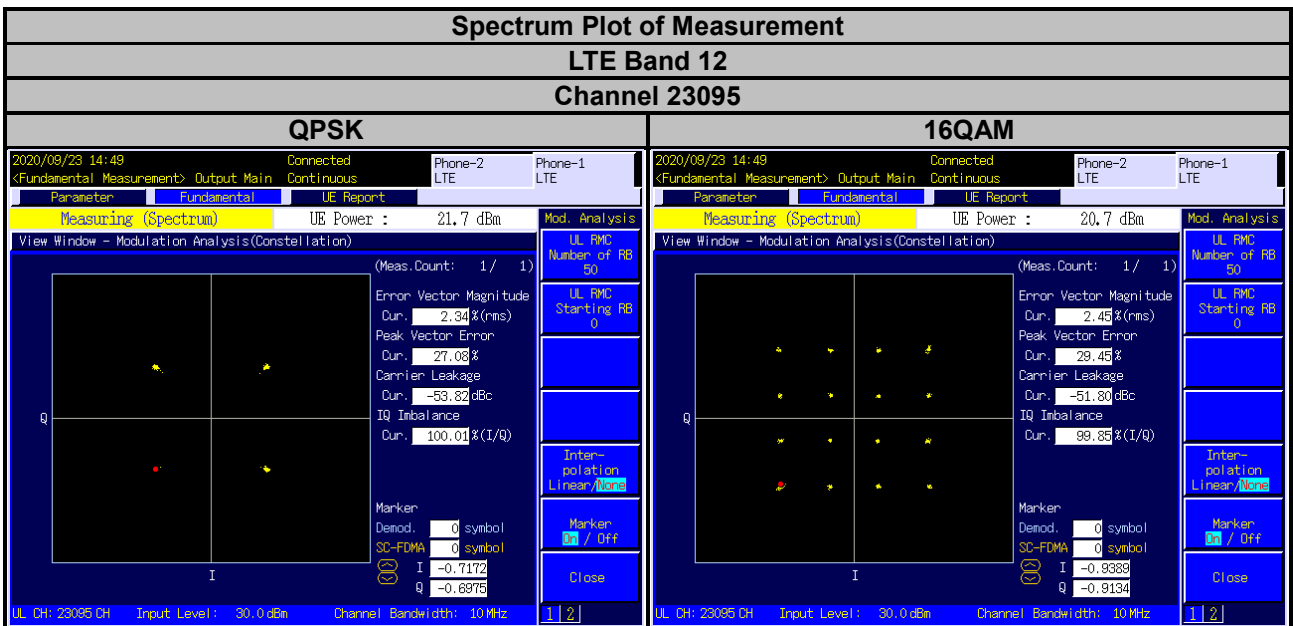 Spectrum Plot of Measurement
LTE Band 12
Channel 23095
QPSK
2020/09/23 14:49 Connected Phone-2 Phone-1
<Fundamental Measurement> Output Main Continuous LTE LTE
Parameter Fundamental UE Report
Measuring (Spectrum) UE Power : 21.7 dBm Mod. Analysis
View Window - Modulation Analysis(Constellation)
(Meas.Count: 1/ 1)
Error Vector Magnitude
Cur. 2.34 %(rms)
Peak Vector Error
Cur. 27.08 %
Carrier Leakage
Cur. -53.82 dBc
IQ Imbalance
Cur. 100.01 %(I/Q)
Q
I
Marker
Demod. 0 symbol
SC-FDMA 0 symbol
I -0.7172
Q -0.6975
UL RMC
Number of RB
50
UL RMC
Starting RB
0
Inter-
polation
Linear/None
Marker
On / Off
Close
UL CH: 23095 CH Input Level: 30.0 dBm Channel Bandwidth: 10 MHz 1 2
16QAM
2020/09/23 14:49 Connected Phone-2 Phone-1
<Fundamental Measurement> Output Main Continuous LTE LTE
Parameter Fundamental UE Report
Measuring (Spectrum) UE Power : 20.7 dBm Mod. Analysis
View Window - Modulation Analysis(Constellation)
(Meas.Count: 1/ 1)
Error Vector Magnitude
Cur. 2.45 %(rms)
Peak Vector Error
Cur. 29.45 %
Carrier Leakage
Cur. -51.80 dBc
IQ Imbalance
Cur. 99.85 %(I/Q)
Q
I
Marker
Demod. 0 symbol
SC-FDMA 0 symbol
I -0.9389
Q -0.9134
UL RMC
Number of RB
50
UL RMC
Starting RB
0
Inter-
polation
Linear/None
Marker
On / Off
Close
UL CH: 23095 CH Input Level: 30.0 dBm Channel Bandwidth: 10 MHz 1 2